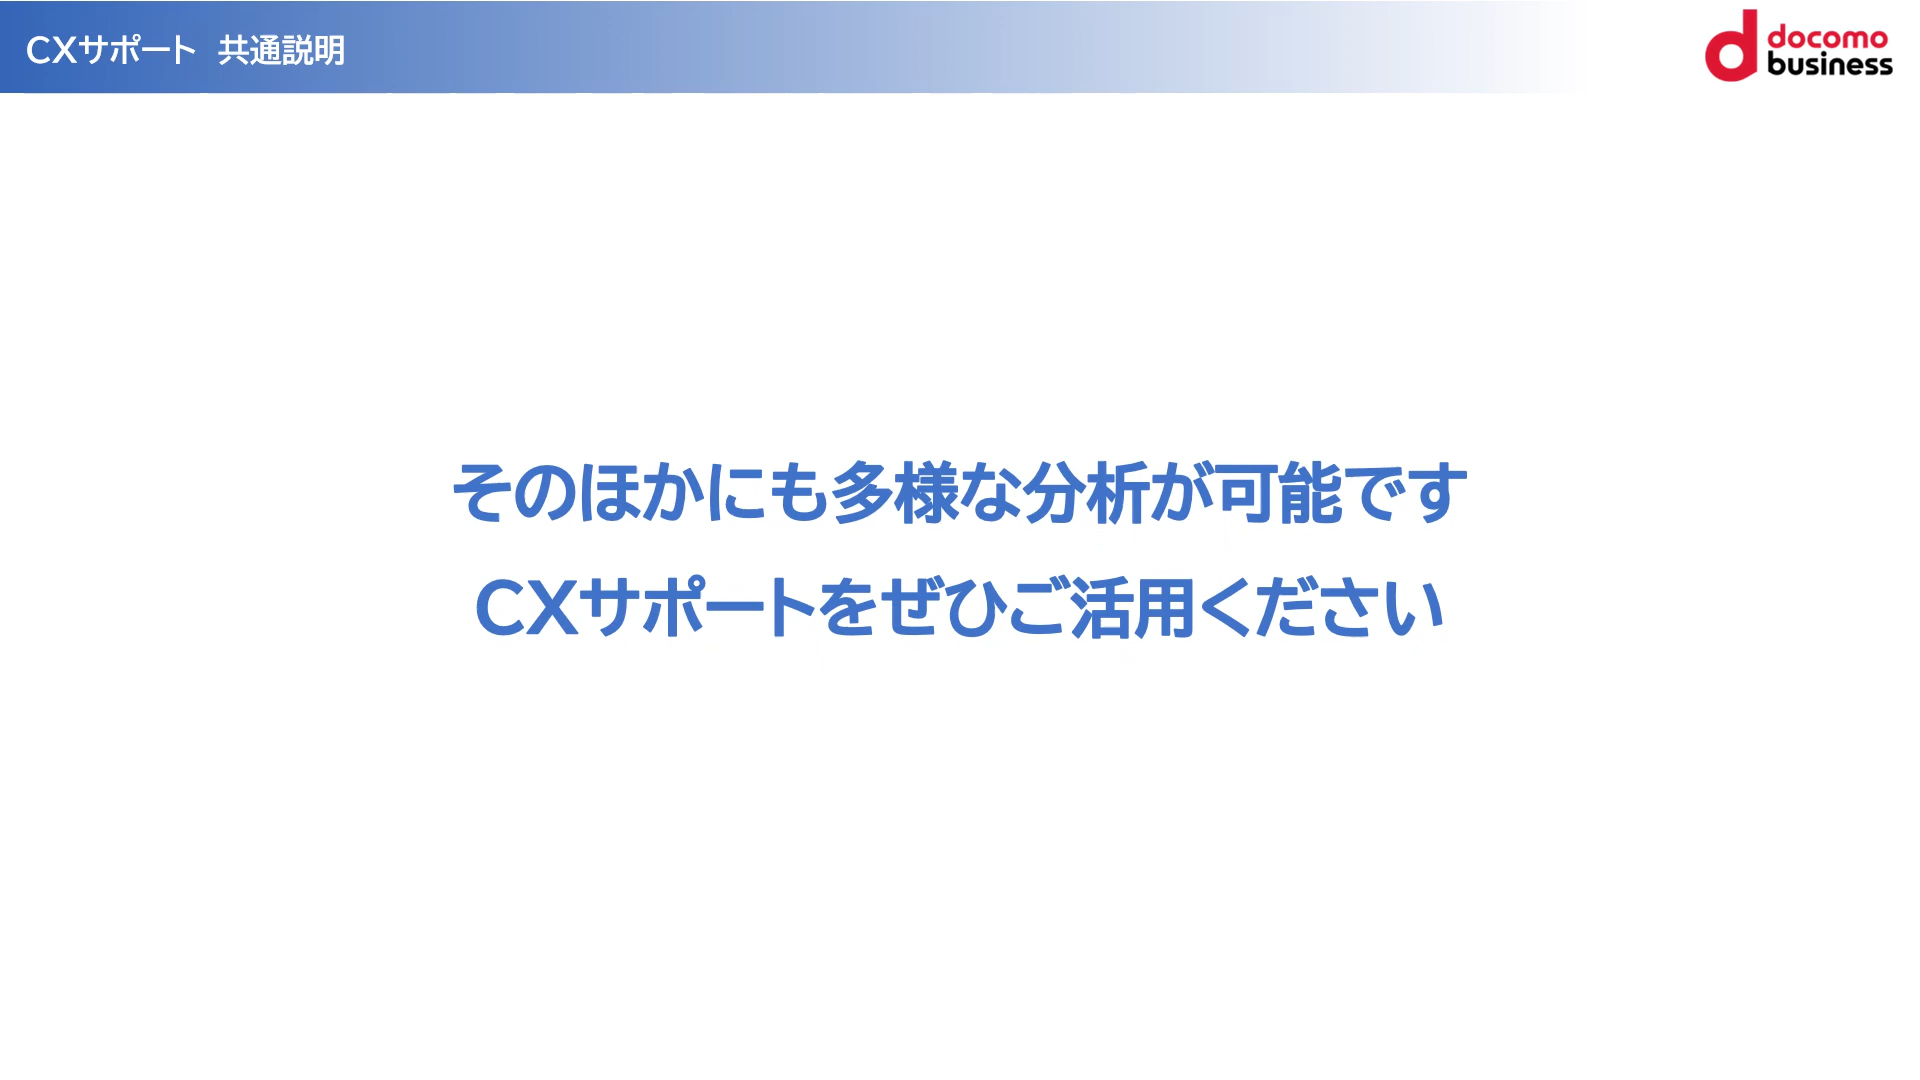 CXサポート　共通説明
docomo
business
そのほかにも多様な分析が可能です
CXサポートをぜひご活用ください